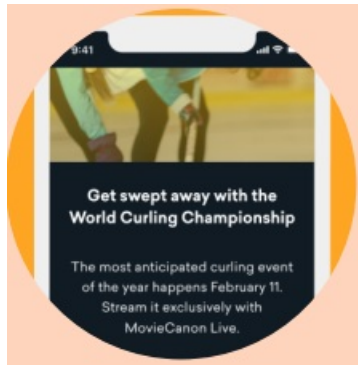 9:41
Get swept away with the
World Curling Championship
The most anticipated curling event
of the year happens February 11.
Stream it exclusively with
MovieCanon Live.